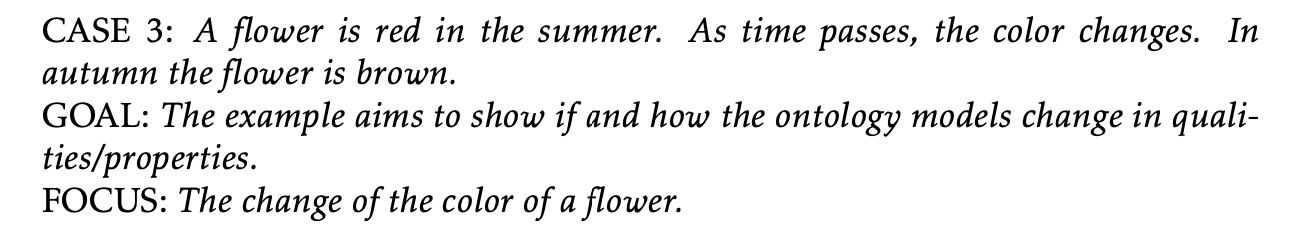 CASE 3: A flower is red in the summer. As time passes, the color changes. In
autumn the flower is brown.
GOAL: The example aims to show if and how the ontology models change in quali-
ties/properties.
FOCUS: The change of the color of a flower.